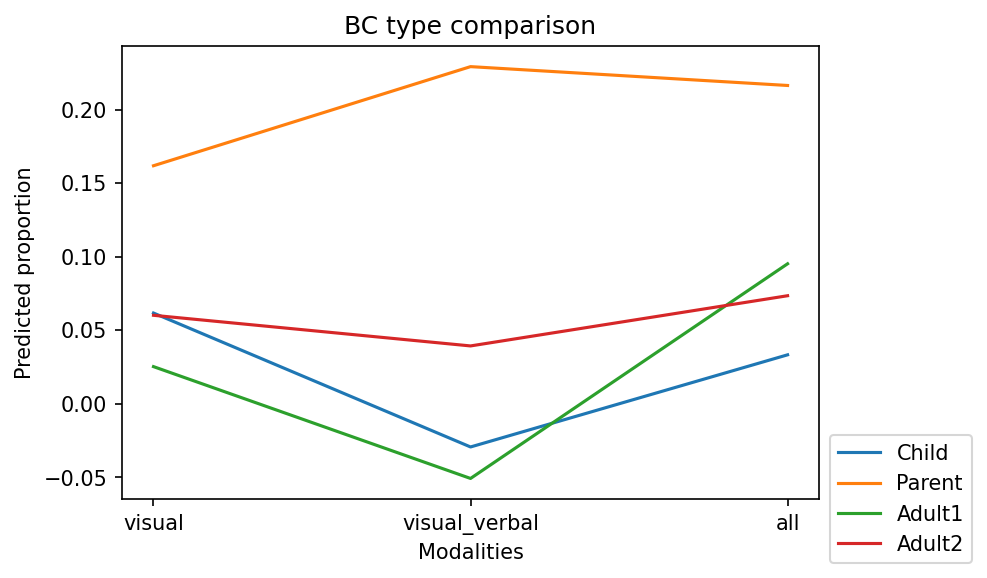 BC type comparison
Predicted proportion
0.20
0.15
0.10
0.05
0.00
−0.05
visual
visual_verbal
all
Modalities
Child
Parent
Adult1
Adult2